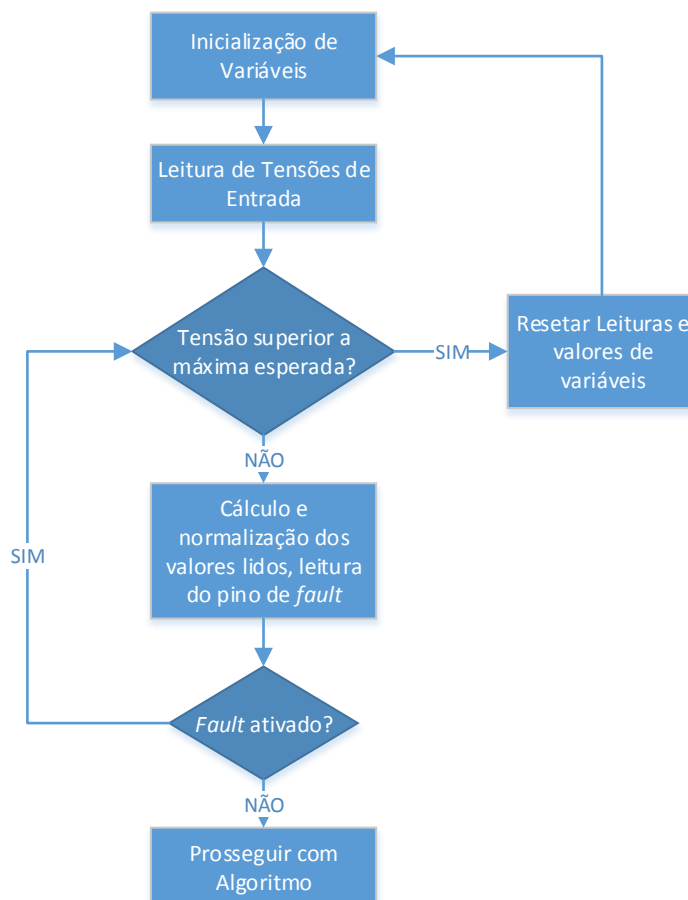 Inicialização de
Variáveis
Leitura de Tensões de
Entrada
Tensão superior a
máxima esperada?
SIM
Resetar Leituras e
valores de
variáveis
NÃO
Cálculo e
normalização dos
valores lidos, leitura
do pino de fault
SIM
Fault ativado?
NÃO
Prosseguir com
Algoritmo